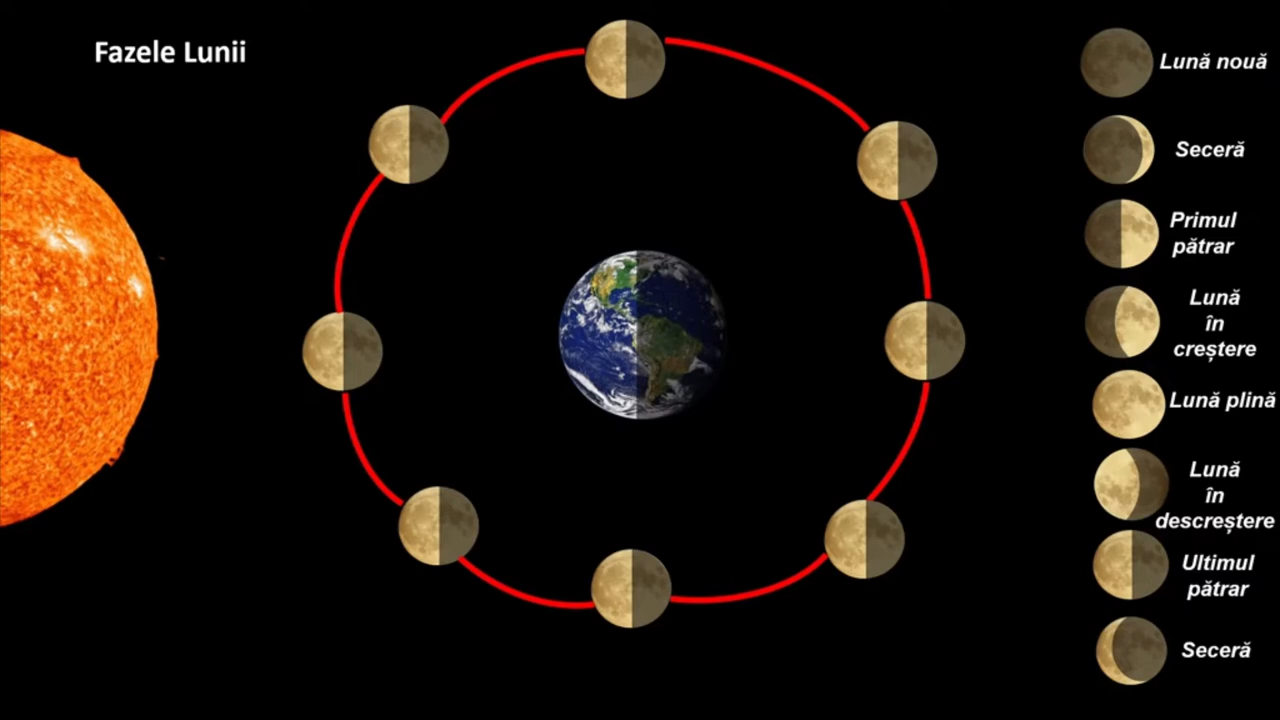 Fazele Lunii
Lună nouă
Seceră
Primul
pătrar
Lună
în
creștere
Lună plină
Lună
în
descreștere
Ultimul
pătrar
Seceră